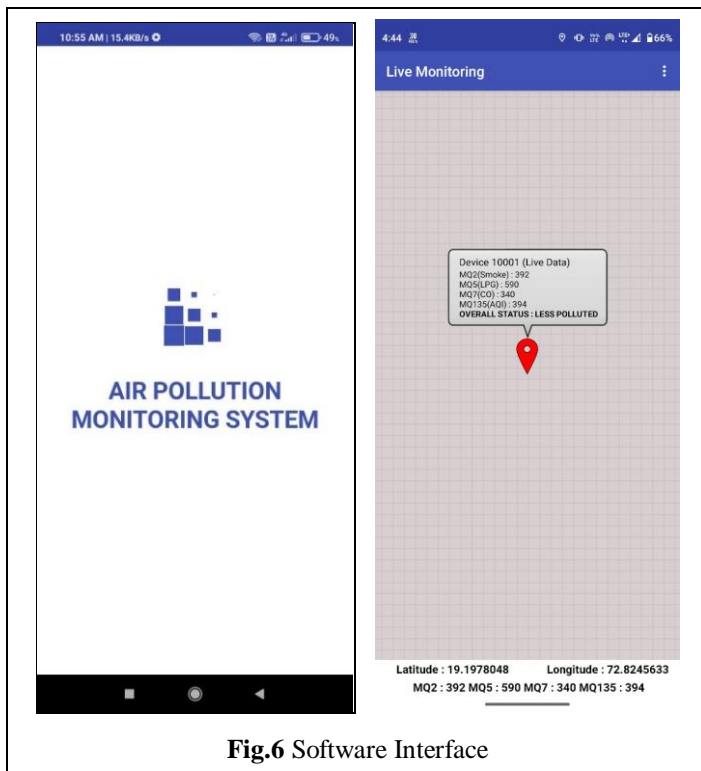 10:55 AM | 15.4KB/s
49%
AIR POLLUTION
MONITORING SYSTEM
4:44
66%
Live Monitoring
Device 10001 (Live Data)
MQ2(Smoke) : 392
MQ5(LPG) : 590
MQ7(CO) : 340
MQ135(AQI) : 394
OVERALL STATUS : LESS POLLUTED
Latitude : 19.1978048 Longitude : 72.8245633
MQ2 : 392 MQ5 : 590 MQ7 : 340 MQ135 : 394
Fig.6 Software Interface